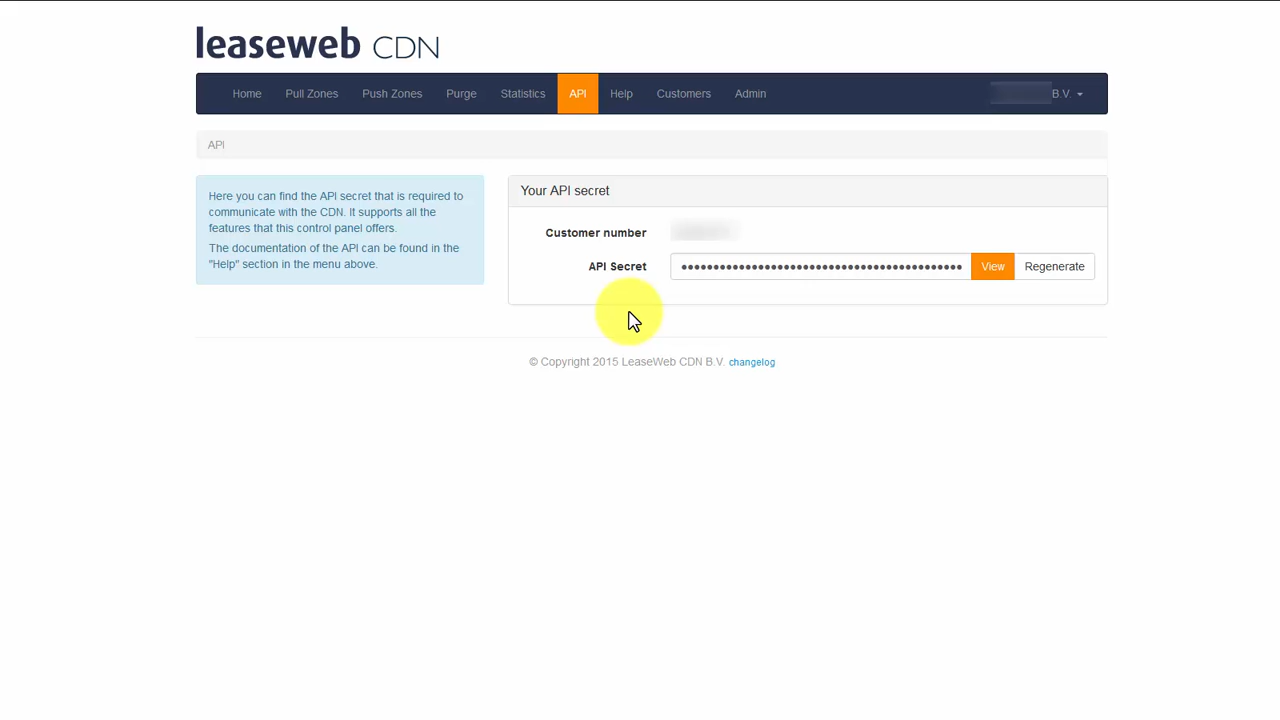 leaseweb CDN
Home Pull Zones Push Zones Purge Statistics API Help Customers Admin B.V.
API
Here you can find the API secret that is required to
communicate with the CDN. It supports all the
features that this control panel offers.
The documentation of the API can be found in the
"Help" section in the menu above.
Your API secret
Customer number
API Secret ●●●●●●●●●●●●●●●●●●●●●●●●●●●●●●●●●●●●●●●●●●●● View Regenerate
© Copyright 2015 LeaseWeb CDN B.V. changelog